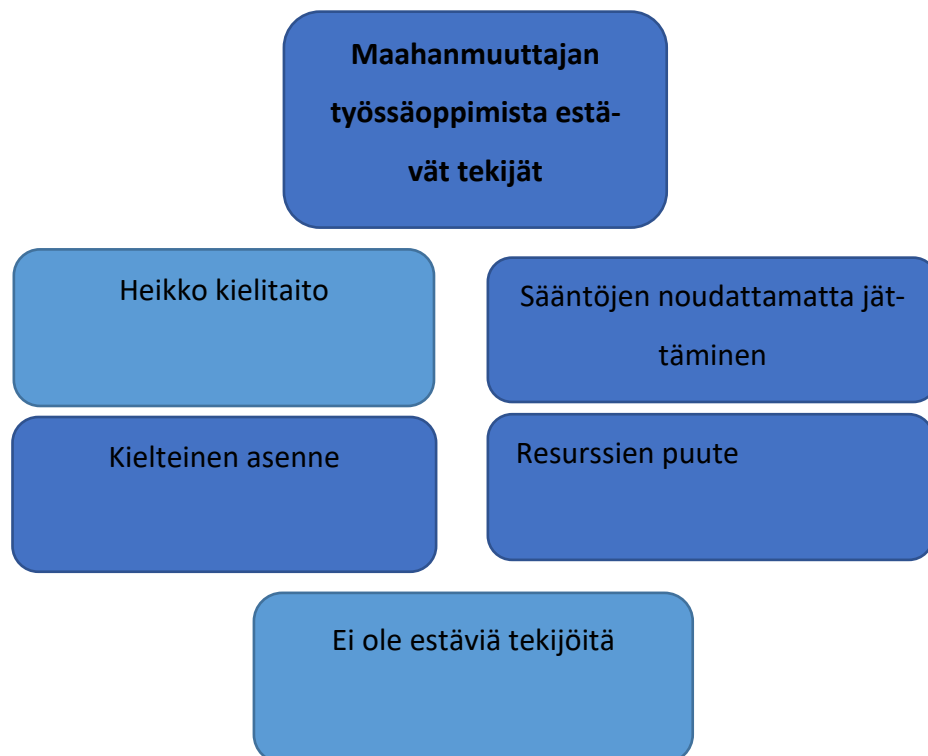 Maahanmuuttajan
työssäoppimista estä-
vät tekijät
Heikko kielitaito
Sääntöjen noudattamatta jät-
täminen
Kielteinen asenne
Resurssien puute
Ei ole estäviä tekijöitä